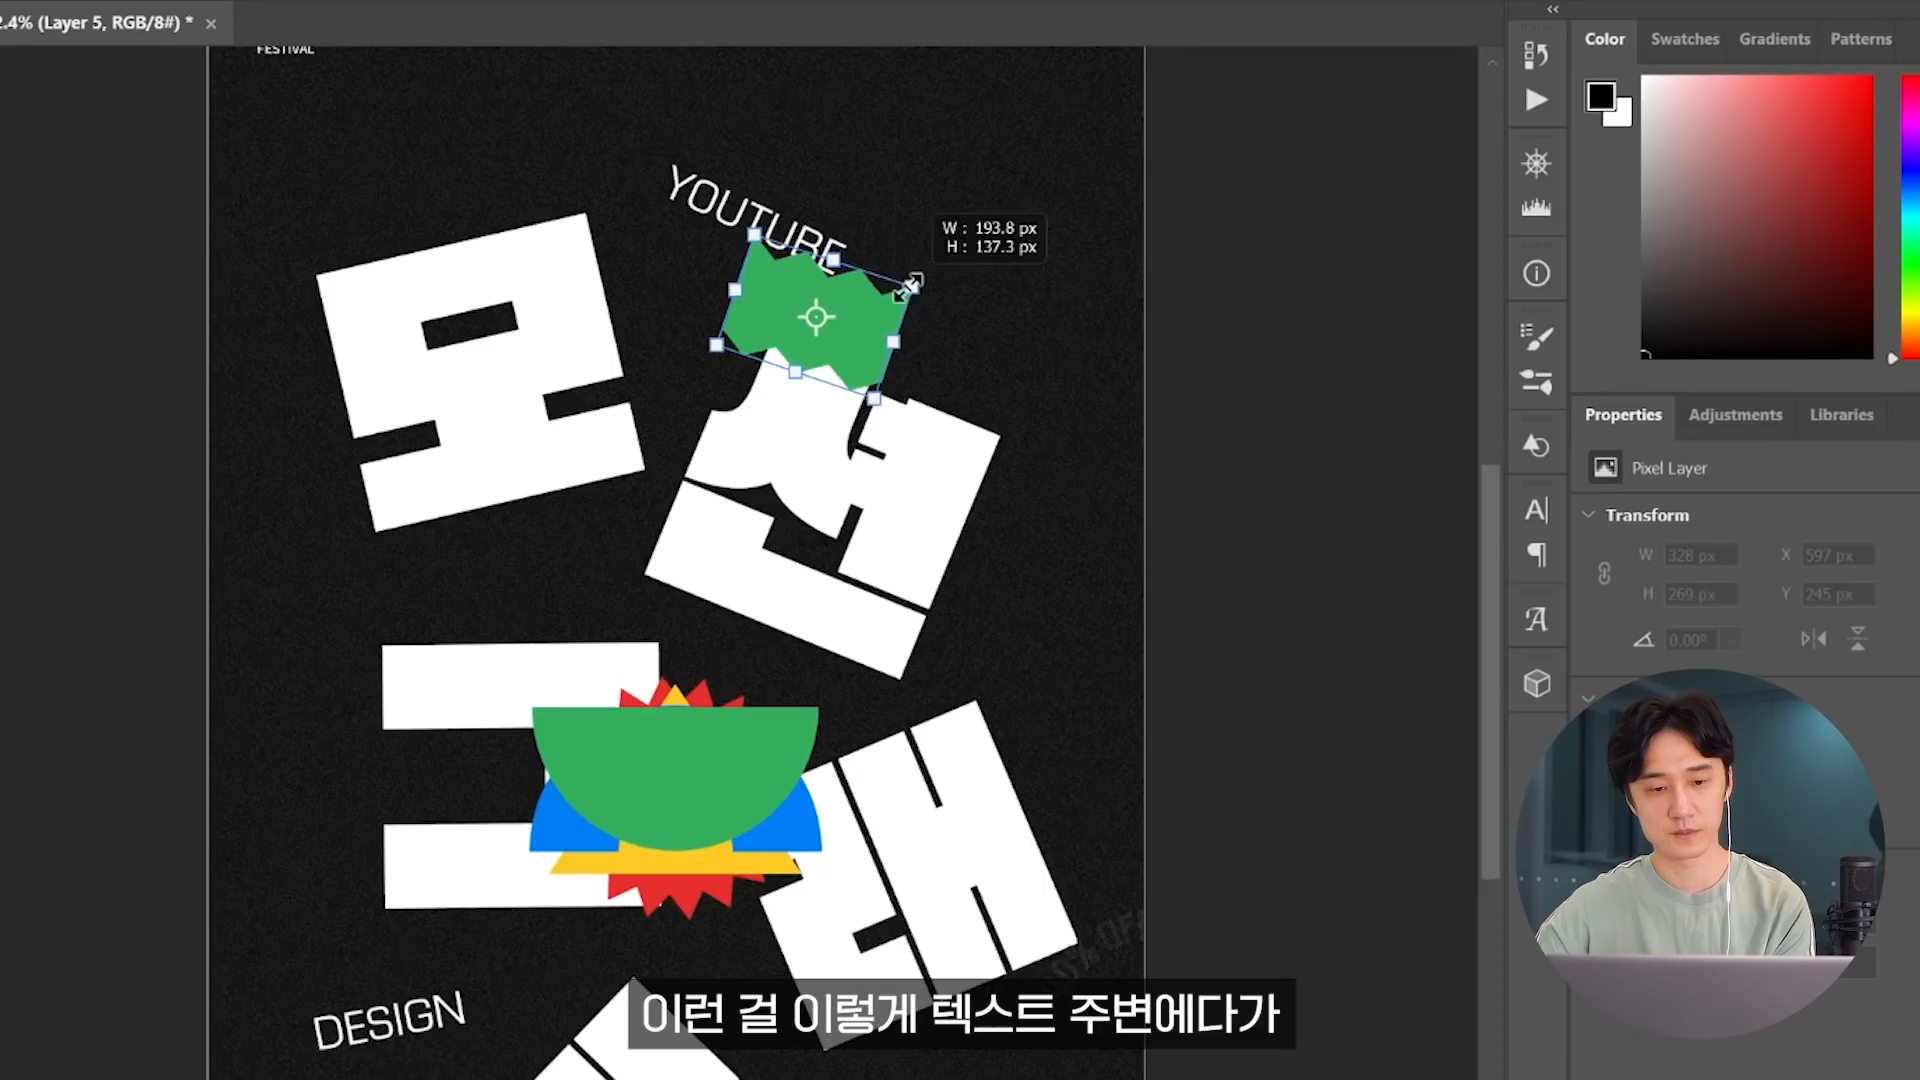 2.4% (Layer 5, RGB/8#) *
FESTIVAL
YOUTUBE
W : 193.8 px
H : 137.3 px
모션
그래
DESIGN
이런 걸 이렇게 텍스트 주변에다가
Color Swatches Gradients Patterns
Properties Adjustments Libraries
Pixel Layer
Transform
W 328 px X 597 px
H 269 px Y 245 px
0.00°